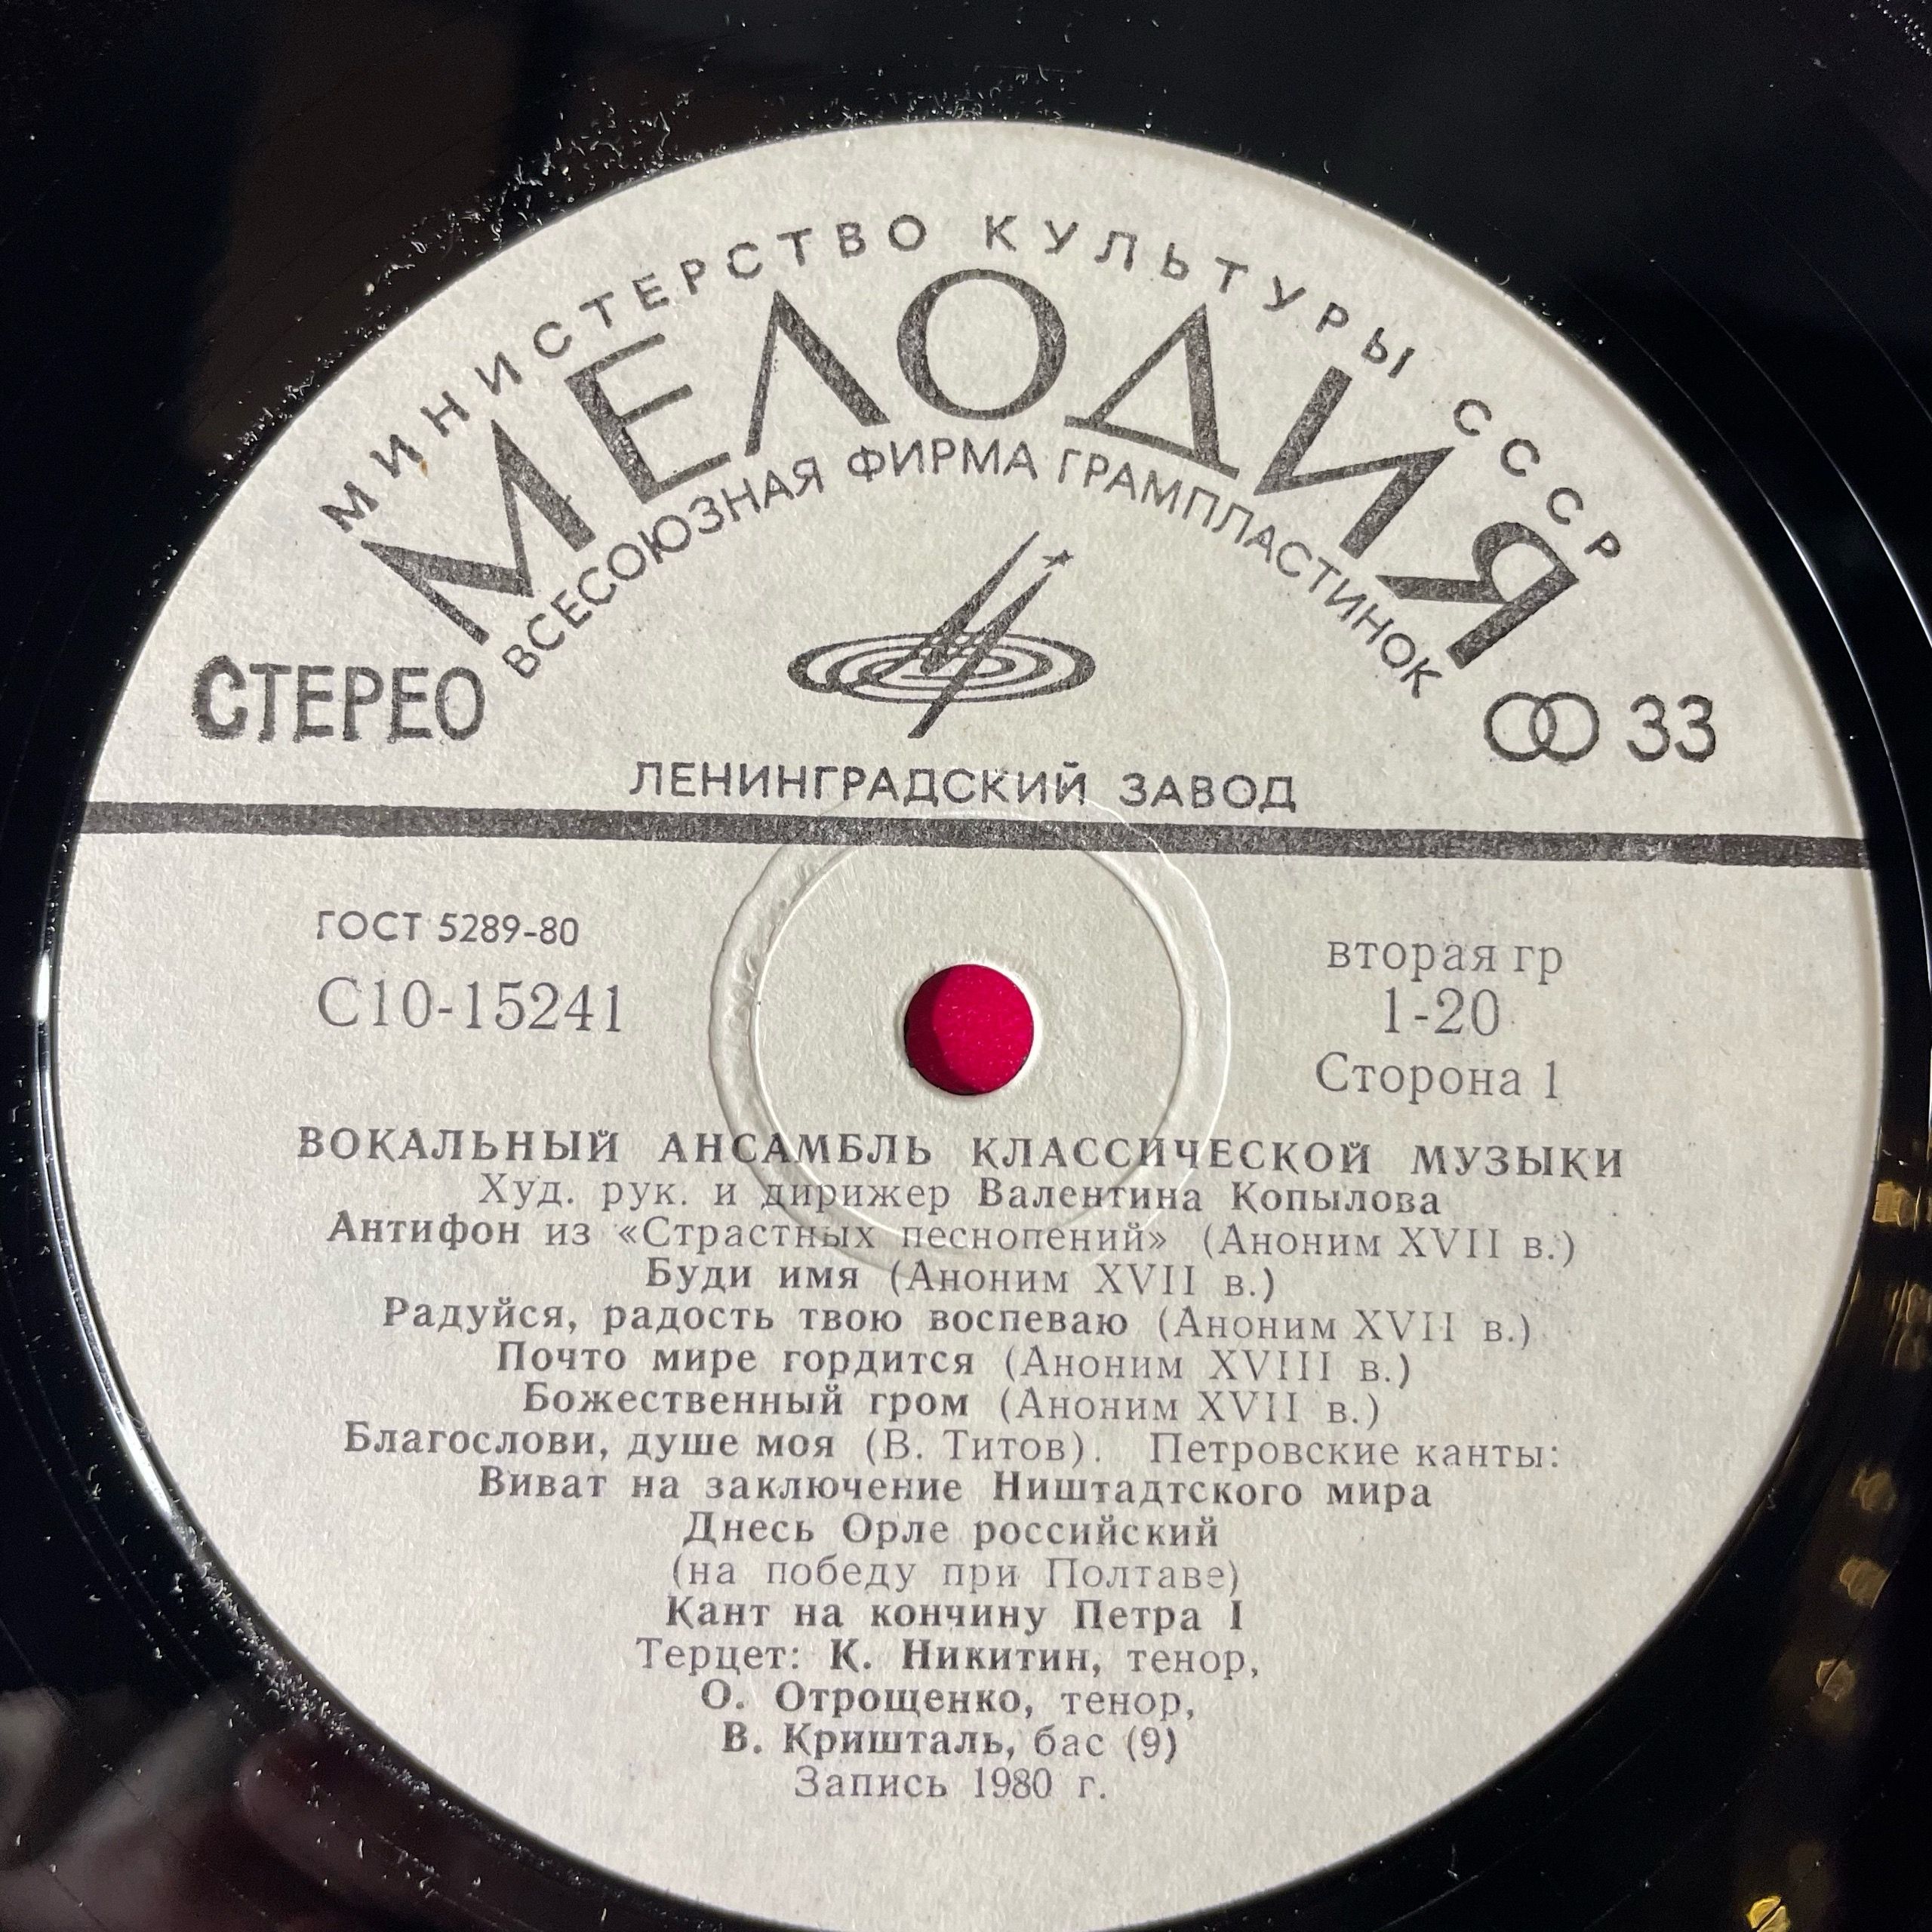 МИНИСТЕРСТВО КУЛЬТУРЫ СССР
МЕЛОДИЯ
ВСЕСОЮЗНАЯ ФИРМА ГРАМПЛАСТИНОК
СТЕРЕО
33
ЛЕНИНГРАДСКИЙ ЗАВОД
ГОСТ 5289-80
С10-15241
вторая гр
1-20
Сторона 1
ВОКАЛЬНЫЙ АНСАМБЛЬ КЛАССИЧЕСКОЙ МУЗЫКИ
Худ. рук. и дирижер Валентина Копылова
Антифон из «Страстных песнопений» (Аноним XVII в.)
Буди имя (Аноним XVII в.)
Радуйся, радость твою воспеваю (Аноним XVII в.)
Почто мире гордится (Аноним XVIII в.)
Божественный гром (Аноним XVII в.)
Благослови, душе моя (В. Титов). Петровские канты:
Виват на заключение Ништадтского мира
Днесь Орле российский
(на победу при Полтаве)
Кант на кончину Петра I
Терцет: К. Никитин, тенор,
О. Отрощенко, тенор,
В. Кришталь, бас (9)
Запись 1980 г.